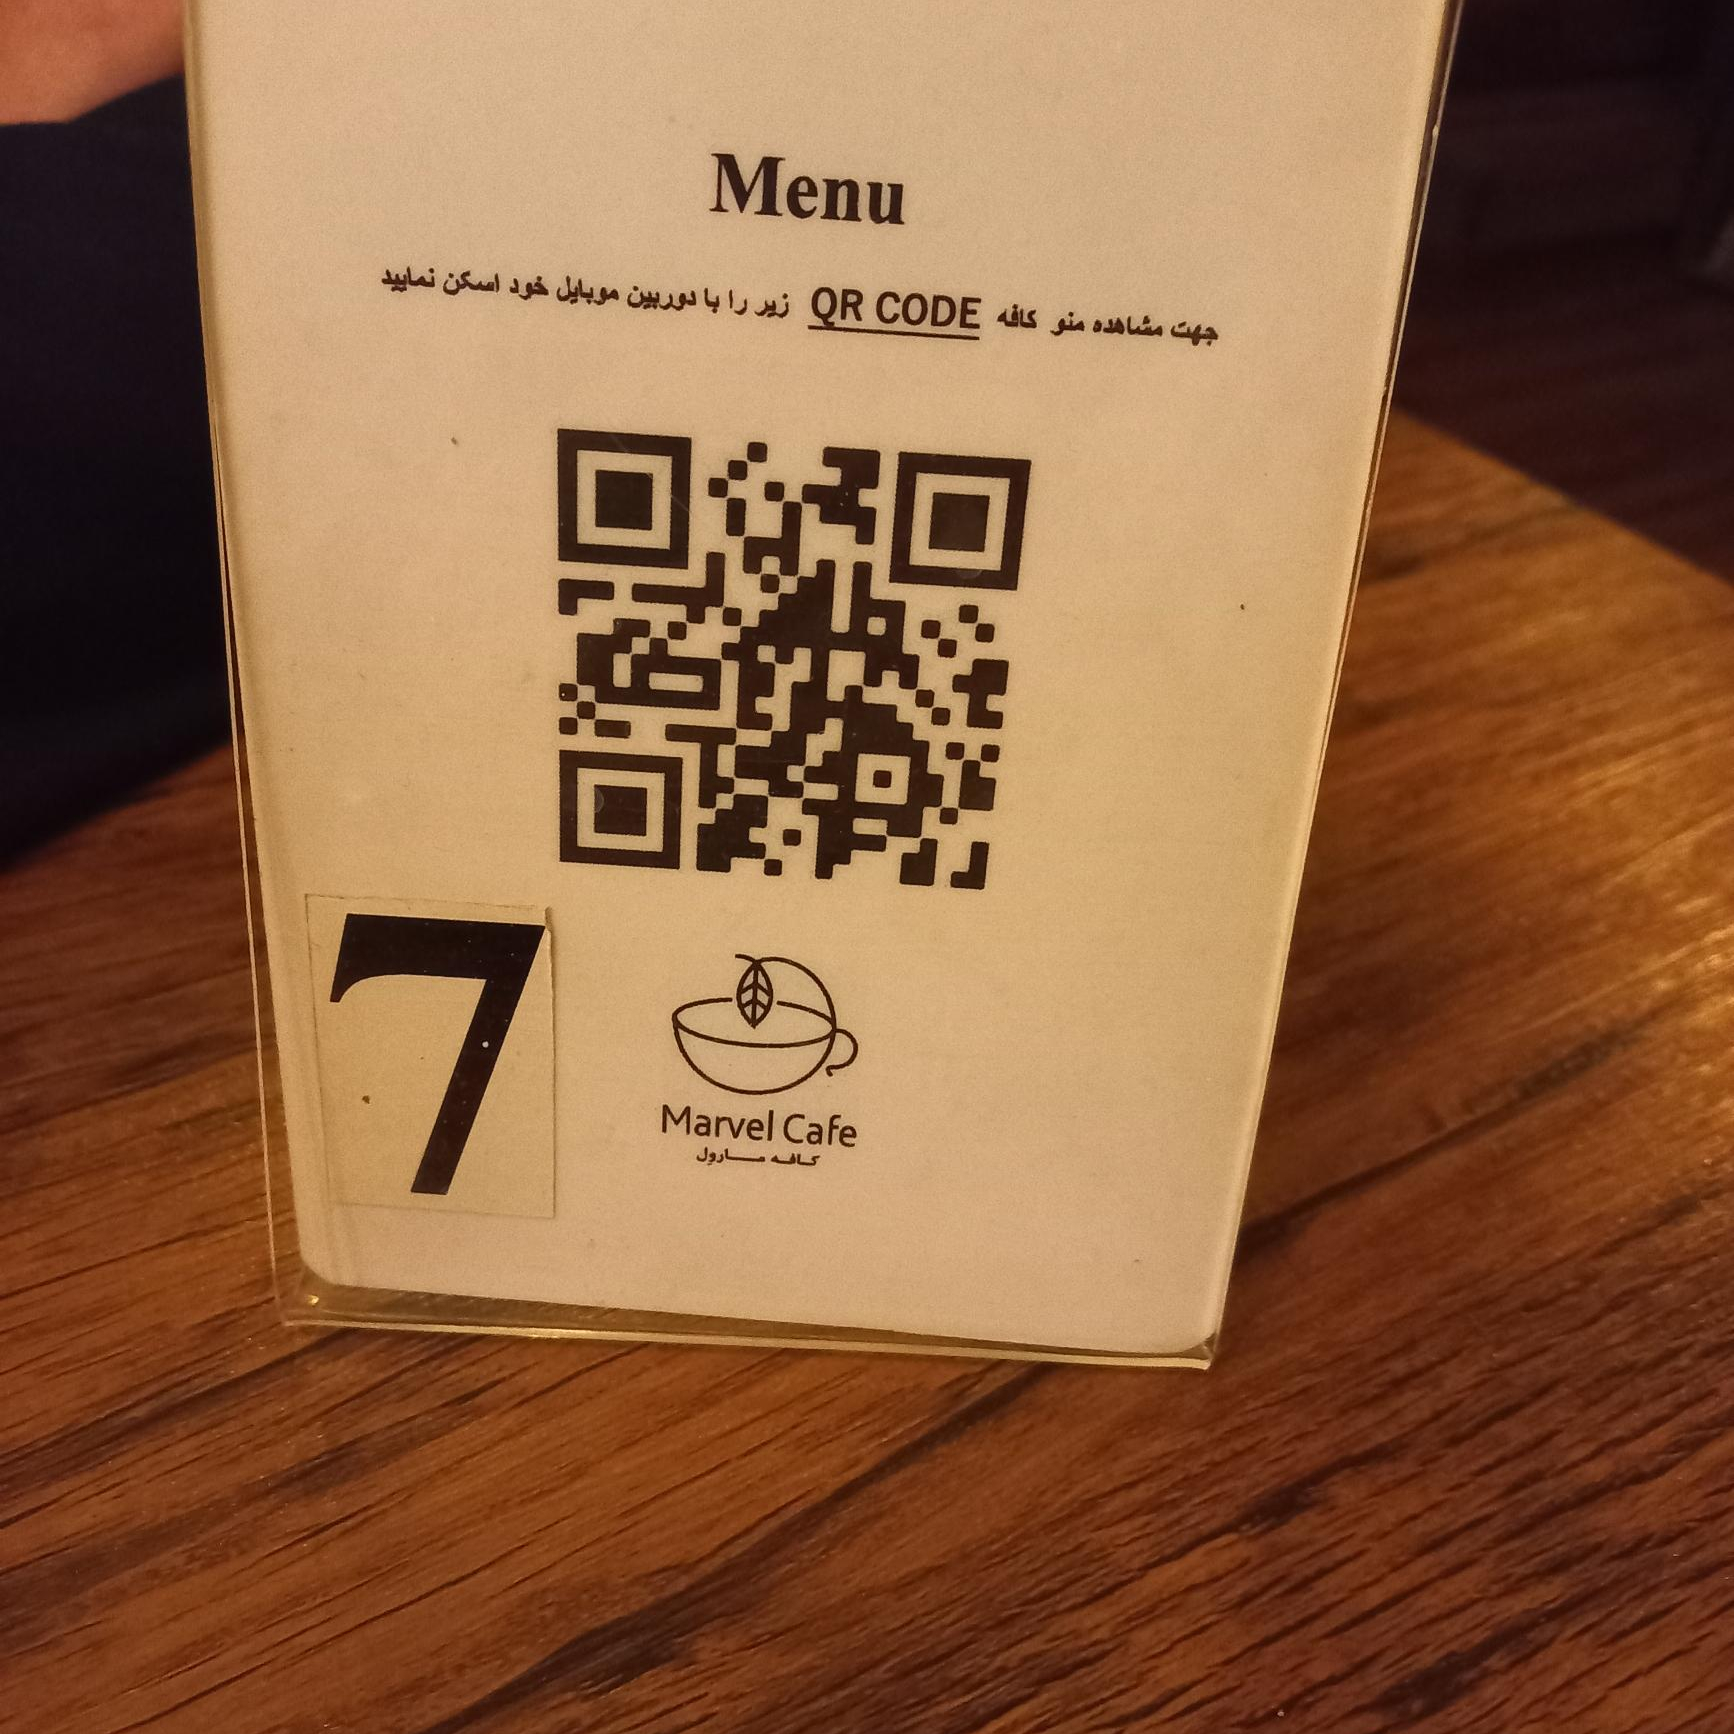 Menu
جهت مشاهده منو کافه QR CODE زیر را با دوربین موبایل خود اسکن نمایید
7
Marvel Cafe
کافه مارول